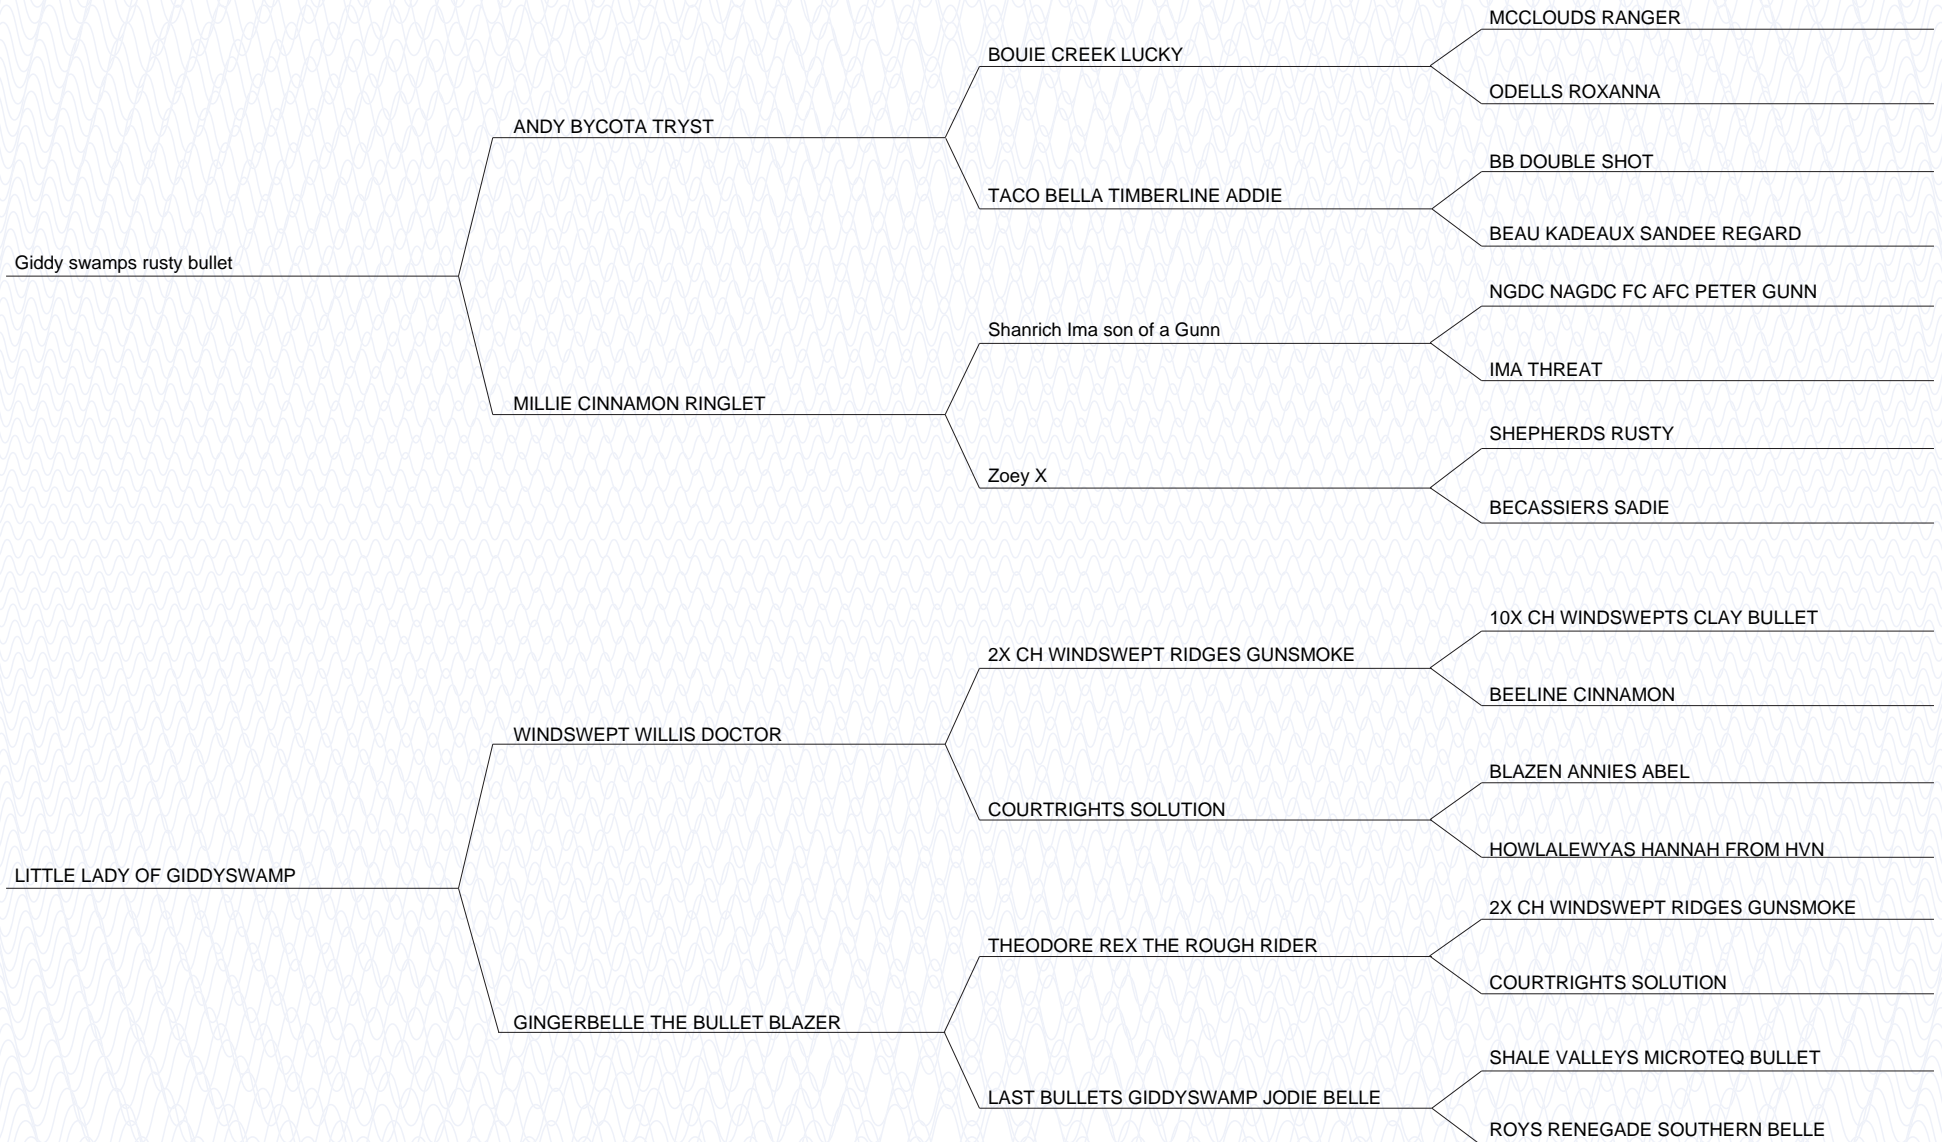 Giddy swamps rusty bullet
ANDY BYCOTA TRYST
BOUIE CREEK LUCKY
MCCLOUDS RANGER
ODELLS ROXANNA
TACO BELLA TIMBERLINE ADDIE
BB DOUBLE SHOT
BEAU KADEAUX SANDEE REGARD
MILLIE CINNAMON RINGLET
Shanrich Ima son of a Gunn
NGDC NAGDC FC AFC PETER GUNN
IMA THREAT
Zoey X
SHEPHERDS RUSTY
BECASSIERS SADIE
LITTLE LADY OF GIDDYSWAMP
WINDSWEPT WILLIS DOCTOR
2X CH WINDSWEPT RIDGES GUNSMOKE
10X CH WINDSWEPTS CLAY BULLET
BEELINE CINNAMON
COURTRIGHTS SOLUTION
BLAZEN ANNIES ABEL
HOWLALEWYAS HANNAH FROM HVN
GINGERBELLE THE BULLET BLAZER
THEODORE REX THE ROUGH RIDER
2X CH WINDSWEPT RIDGES GUNSMOKE
COURTRIGHTS SOLUTION
LAST BULLETS GIDDYSWAMP JODIE BELLE
SHALE VALLEYS MICROTEQ BULLET
ROYS RENEGADE SOUTHERN BELLE